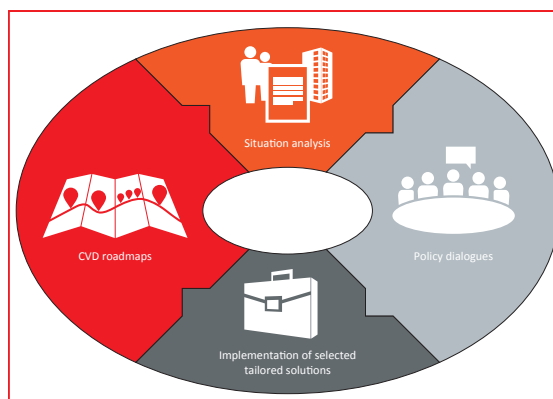 Situation analysis
CVD roadmaps
Policy dialogues
Implementation of selected
tailored solutions